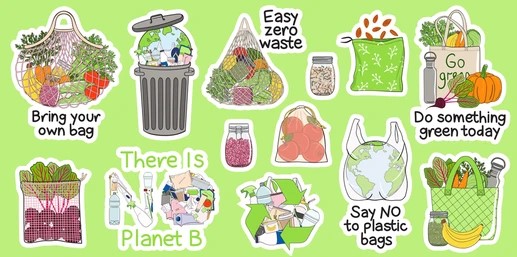 Easy
zero
waste
Bring your
own bag
Go
green
Do something
green today
There Is
NO
Planet B
Say NO
to plastic
bags